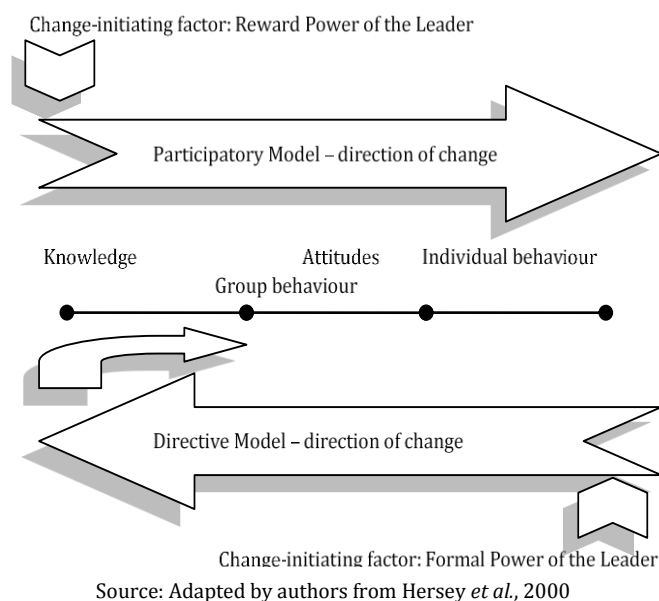 Change-initiating factor: Reward Power of the Leader
Participatory Model – direction of change
Knowledge Attitudes Individual behaviour
Group behaviour
Directive Model – direction of change
Change-initiating factor: Formal Power of the Leader
Source: Adapted by authors from Hersey et al., 2000